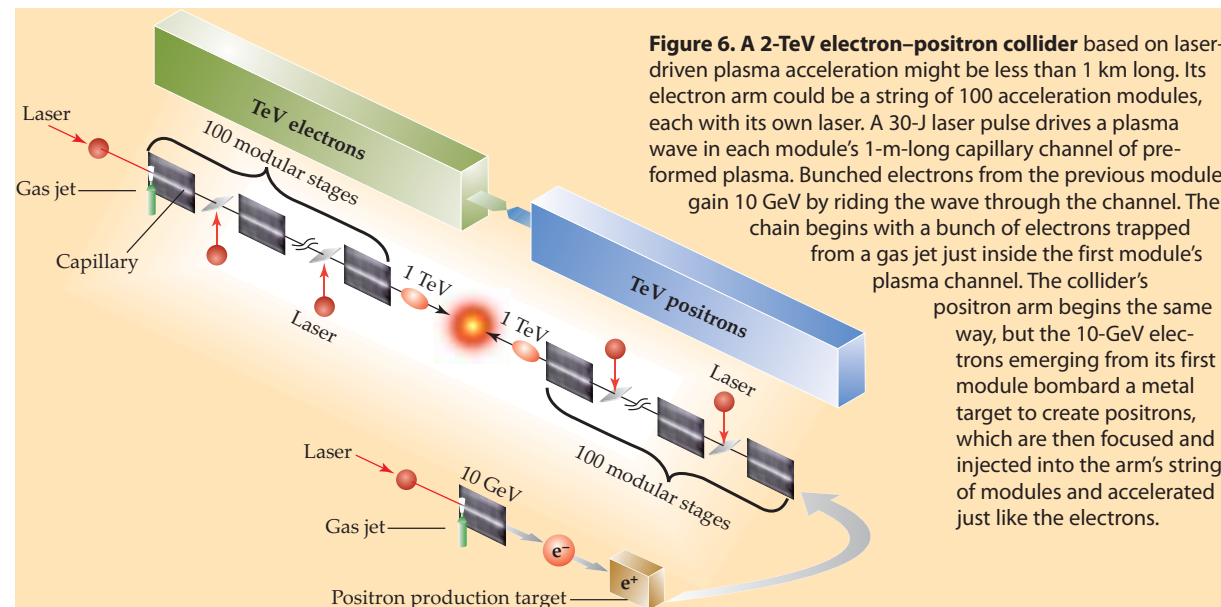 Figure 6. A 2-TeV electron–positron collider based on laser-
driven plasma acceleration might be less than 1 km long. Its
electron arm could be a string of 100 acceleration modules,
each with its own laser. A 30-J laser pulse drives a plasma
wave in each module's 1-m-long capillary channel of pre-
formed plasma. Bunched electrons from the previous module
gain 10 GeV by riding the wave through the channel. The
chain begins with a bunch of electrons trapped
from a gas jet just inside the first module's
plasma channel. The collider's
positron arm begins the same
way, but the 10-GeV elec-
trons emerging from its first
module bombard a metal
target to create positrons,
which are then focused and
injected into the arm's string
of modules and accelerated
just like the electrons.
TeV electrons
TeV positrons
Laser
100 modular stages
Gas jet
Capillary
Laser
1 TeV
1 TeV
Laser
100 modular stages
Laser
10 GeV
Gas jet
e−
e+
Positron production target